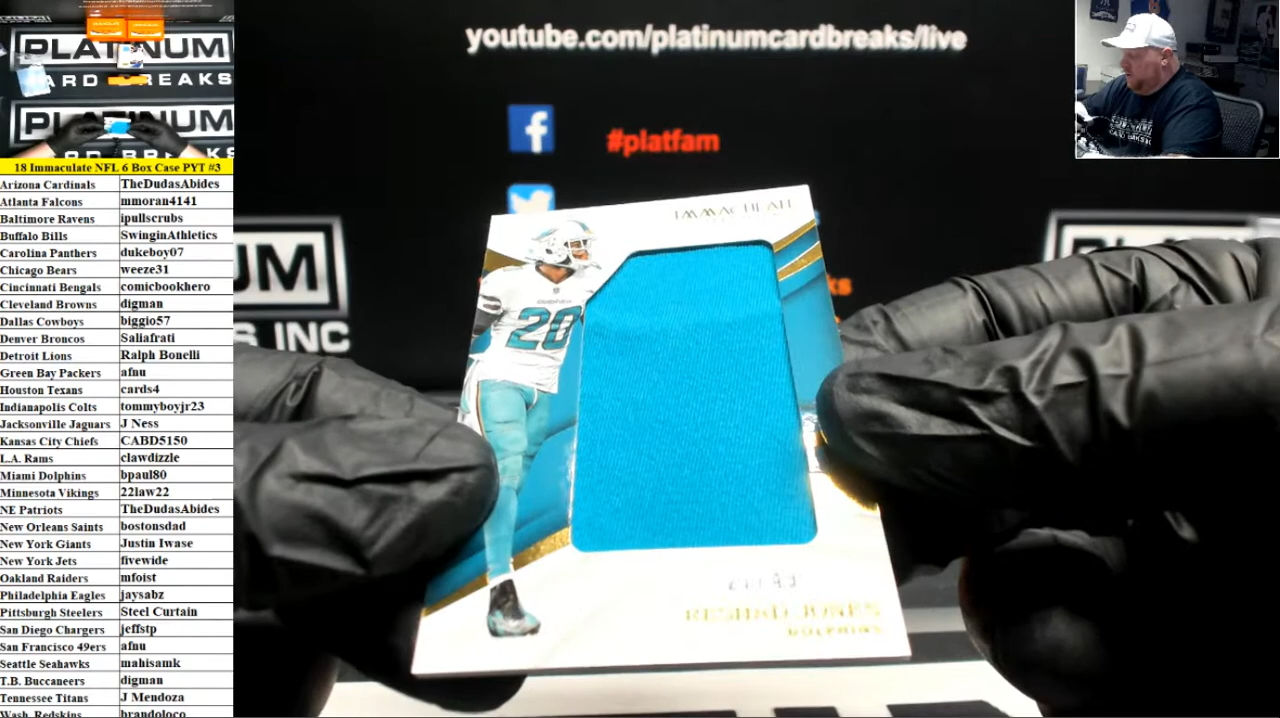 youtube.com/platinumcardbreaks/live
#platfam
PLATINUM
ARD BREAKS
PLATINUM
18 Immaculate NFL 6 Box Case PYT #3
Arizona Cardinals TheDudasAbides
Atlanta Falcons mmoran4141
Baltimore Ravens ipullscrubs
Buffalo Bills SwinginAthletics
Carolina Panthers dukeboy07
Chicago Bears weeze31
Cincinnati Bengals comicbookhero
Cleveland Browns digman
Dallas Cowboys biggio57
Denver Broncos Saliafrati
Detroit Lions Ralph Bonelli
Green Bay Packers afnu
Houston Texans cards4
Indianapolis Colts tommyboyjr23
Jacksonville Jaguars J Ness
Kansas City Chiefs CABD5150
L.A. Rams clawdizzle
Miami Dolphins bpaul80
Minnesota Vikings 22law22
NE Patriots TheDudasAbides
New Orleans Saints bostonsdad
New York Giants Justin Iwase
New York Jets fivewide
Oakland Raiders mfoist
Philadelphia Eagles jaysabz
Pittsburgh Steelers Steel Curtain
San Diego Chargers jeffstp
San Francisco 49ers afnu
Seattle Seahawks mahisamk
T.B. Buccaneers digman
Tennessee Titans J Mendoza
Wash. Redskins brandoloco
UM
S INC
IMMACULATE
20
RESHAD JONES
DOLPHINS